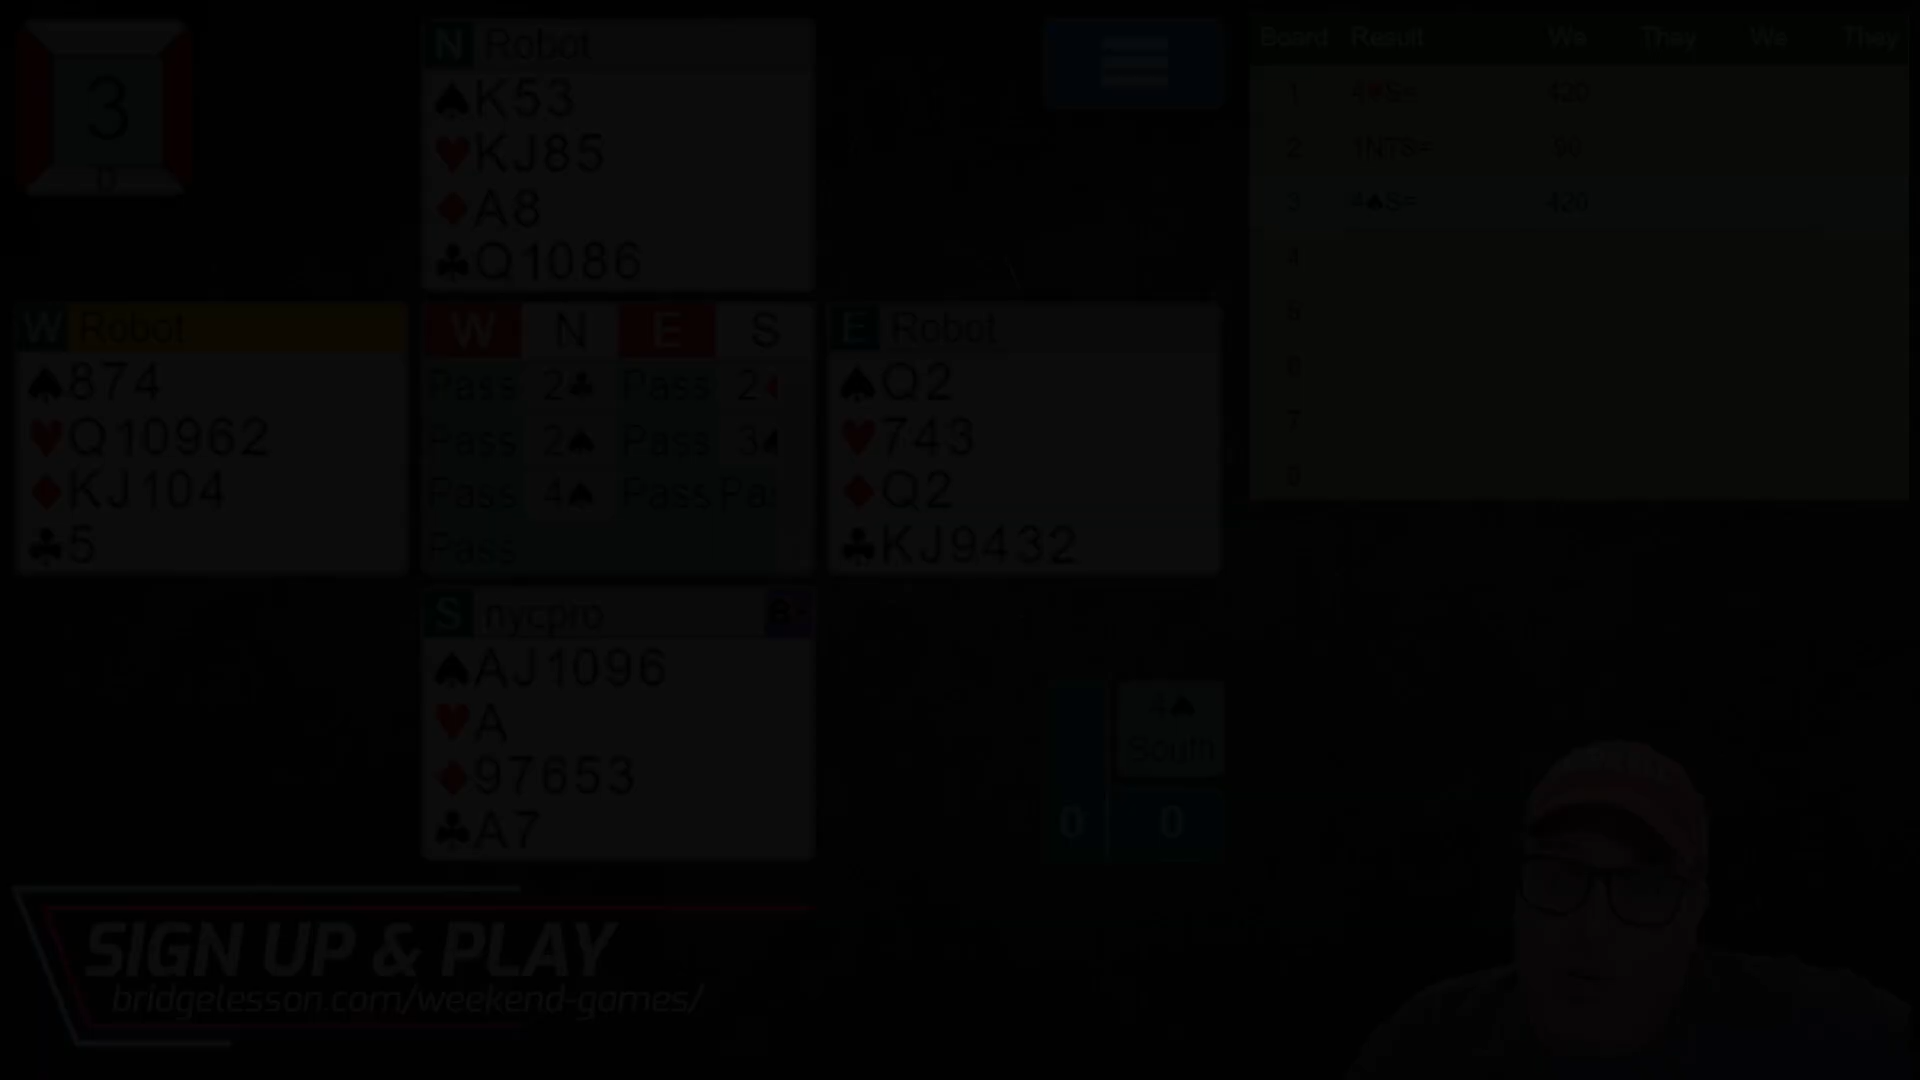 3
D
N Robot
♠K53
♥KJ85
♦A8
♣Q1086
Board Result We They We They
1 4♥S= 420
2 1NTS= 90
3 4♠S= 420
4
5
6
7
8
W Robot
♠874
♥Q10962
♦KJ104
♣5
W N E S
Pass 2♣ Pass 2♦
Pass 2♠ Pass 3♠
Pass 4♠ Pass Pas
Pass
E Robot
♠Q2
♥743
♦Q2
♣KJ9432
S nycpro
♠AJ1096
♥A
♦97653
♣A7
4♠
South
0 0
SIGN UP & PLAY
bridgelesson.com/weekend-games/